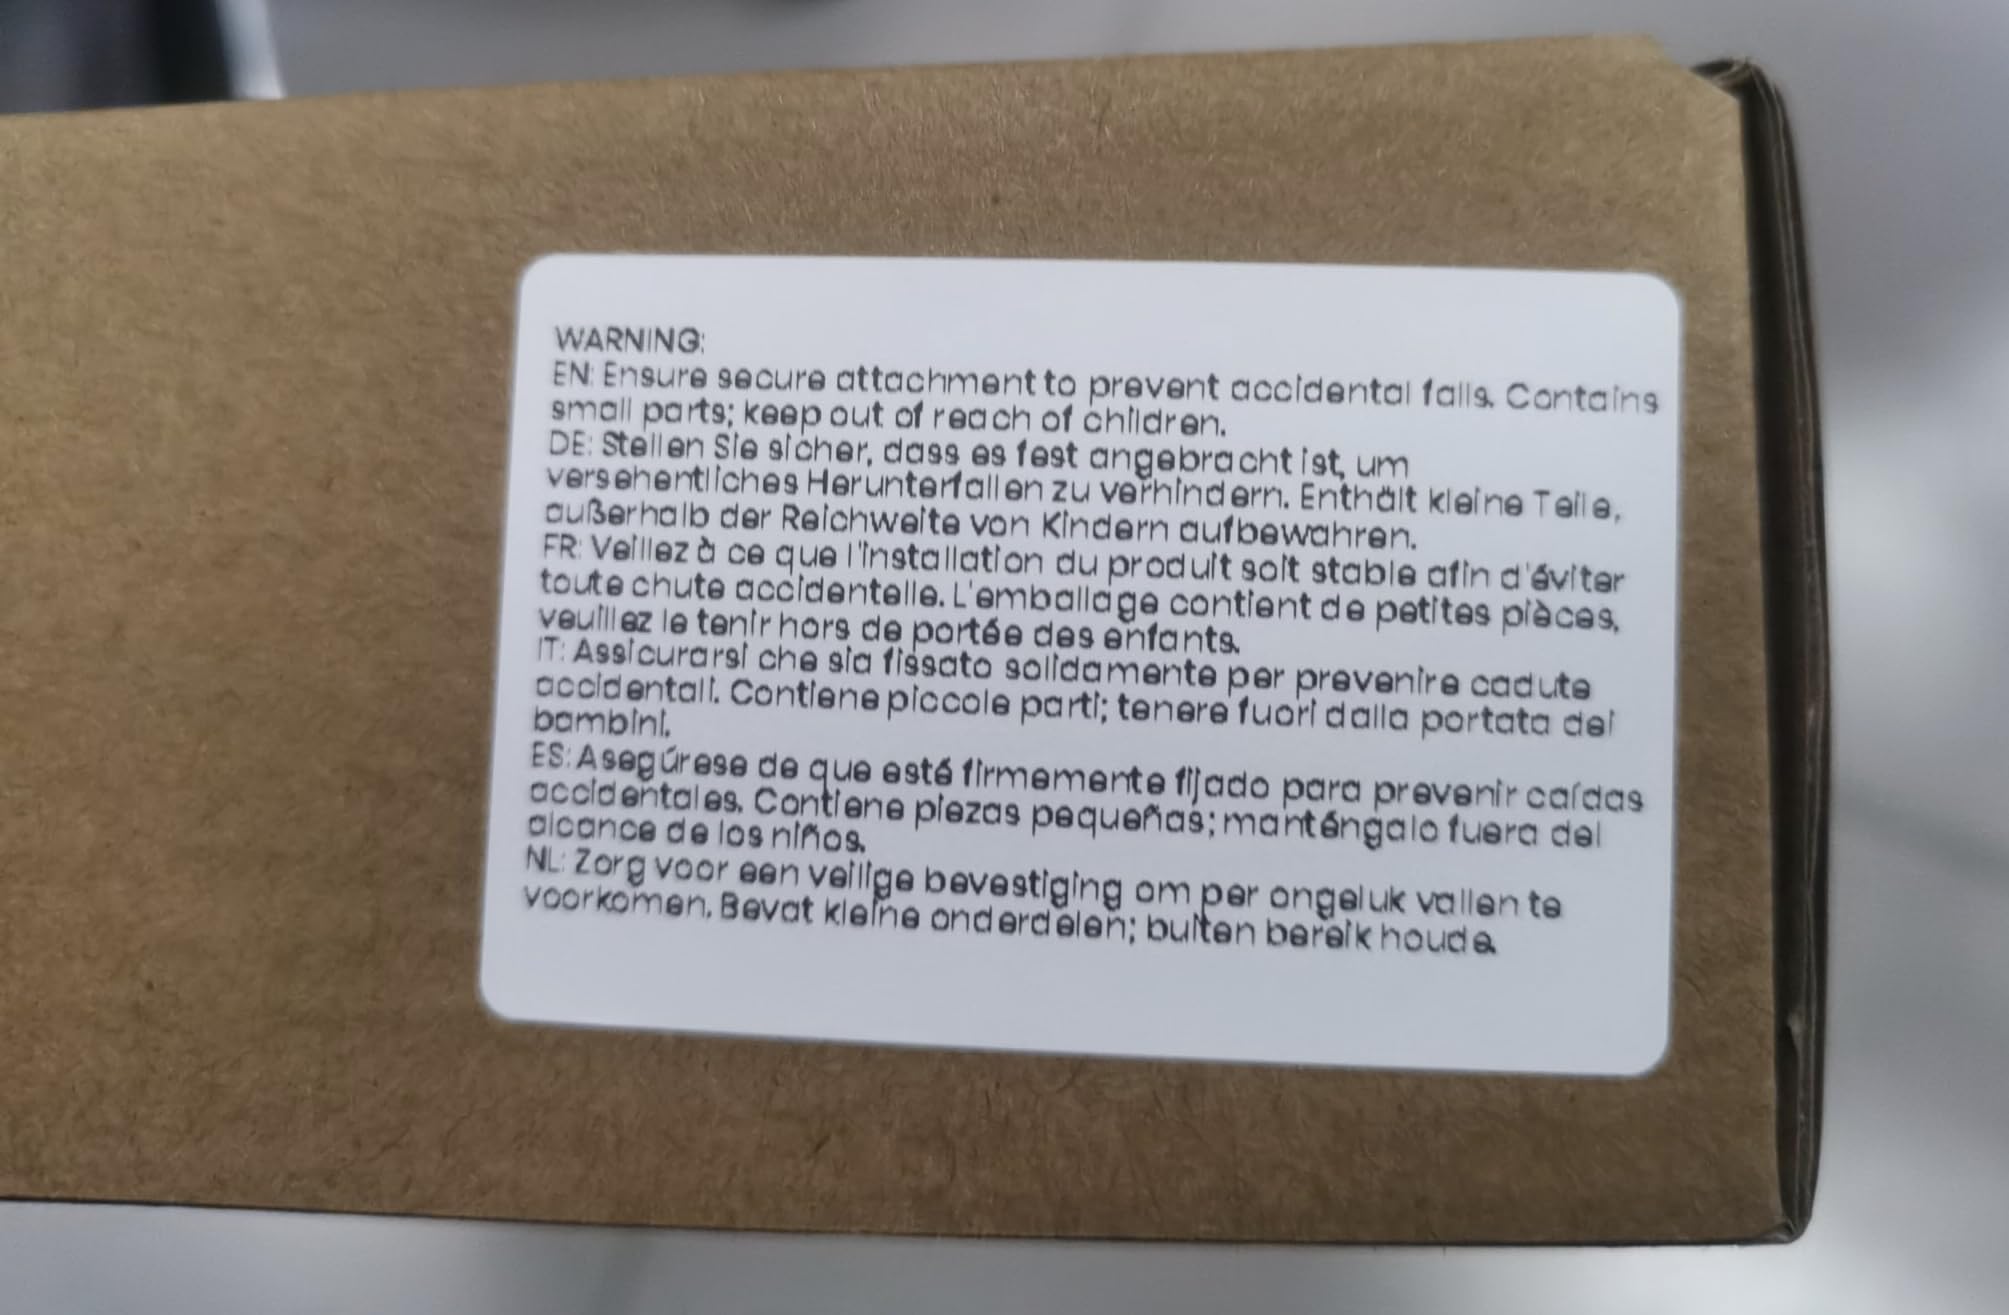 WARNING:
EN: Ensure secure attachment to prevent accidental falls. Contains
small parts; keep out of reach of children.
DE: Stellen Sie sicher, dass es fest angebracht ist, um
versehentliches Herunterfallen zu verhindern. Enthält kleine Teile,
außerhalb der Reichweite von Kindern aufbewahren.
FR: Veillez à ce que l'installation du produit soit stable afin d'éviter
toute chute accidentelle. L'emballage contient de petites pièces,
veuillez le tenir hors de portée des enfants.
IT: Assicurarsi che sia fissato solidamente per prevenire cadute
accidentali. Contiene piccole parti; tenere fuori dalla portata dei
bambini.
ES: Asegúrese de que esté firmemente fijado para prevenir caídas
accidentales. Contiene piezas pequeñas; manténgalo fuera del
alcance de los niños.
NL: Zorg voor een veilige bevestiging om per ongeluk vallen te
voorkomen. Bevat kleine onderdelen; buiten bereik houde.